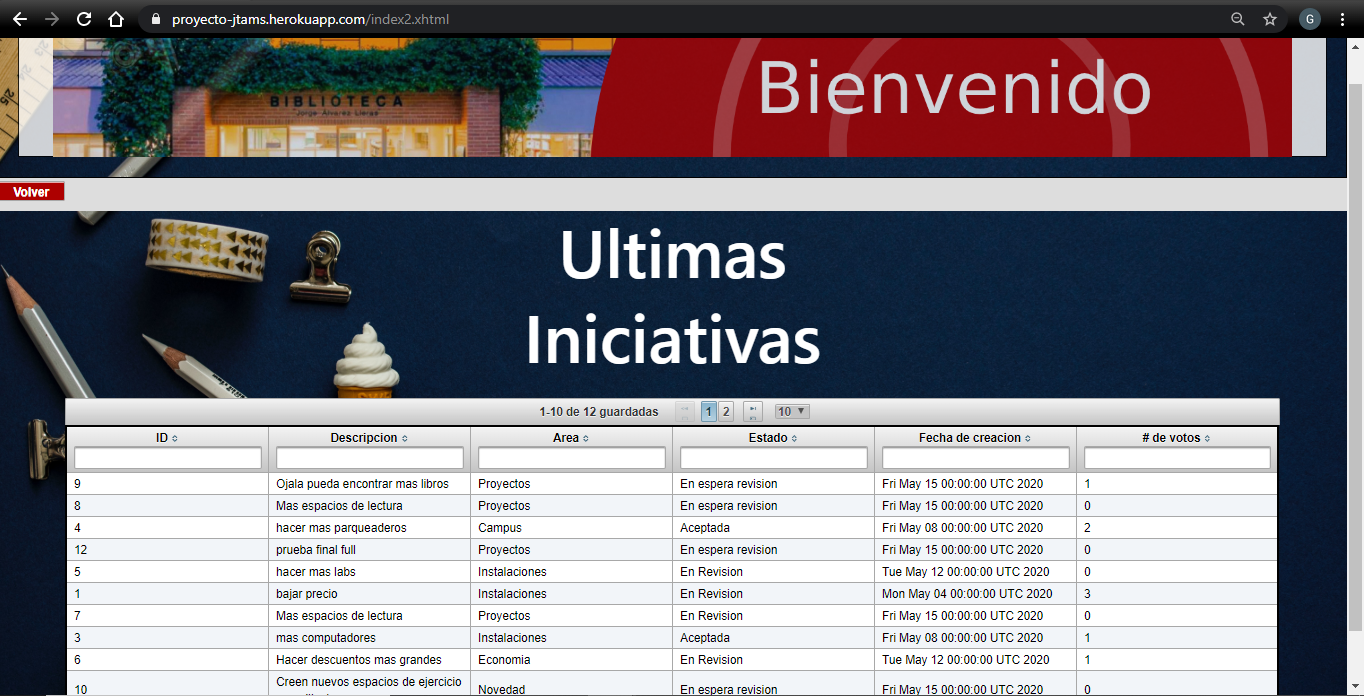 proyecto-jtams.herokuapp.com/index2.xhtml
G
BIBLIOTECA
"Jorge Álvarez Lleras"
Bienvenido
Volver
Ultimas
Iniciativas
1-10 de 12 guardadas 1 2 10
ID Descripcion Area Estado Fecha de creacion # de votos
9 Ojala pueda encontrar mas libros Proyectos En espera revision Fri May 15 00:00:00 UTC 2020 1
8 Mas espacios de lectura Proyectos En espera revision Fri May 15 00:00:00 UTC 2020 0
4 hacer mas parqueaderos Campus Aceptada Fri May 08 00:00:00 UTC 2020 2
12 prueba final full Proyectos En espera revision Fri May 15 00:00:00 UTC 2020 0
5 hacer mas labs Instalaciones En Revision Tue May 12 00:00:00 UTC 2020 0
1 bajar precio Instalaciones En Revision Mon May 04 00:00:00 UTC 2020 3
7 Mas espacios de lectura Proyectos En Revision Fri May 15 00:00:00 UTC 2020 0
3 mas computadores Instalaciones Aceptada Fri May 08 00:00:00 UTC 2020 1
6 Hacer descuentos mas grandes Economia En Revision Tue May 12 00:00:00 UTC 2020 1
10 Creen nuevos espacios de ejercicio Novedad En espera revision Fri May 15 00:00:00 UTC 2020 0